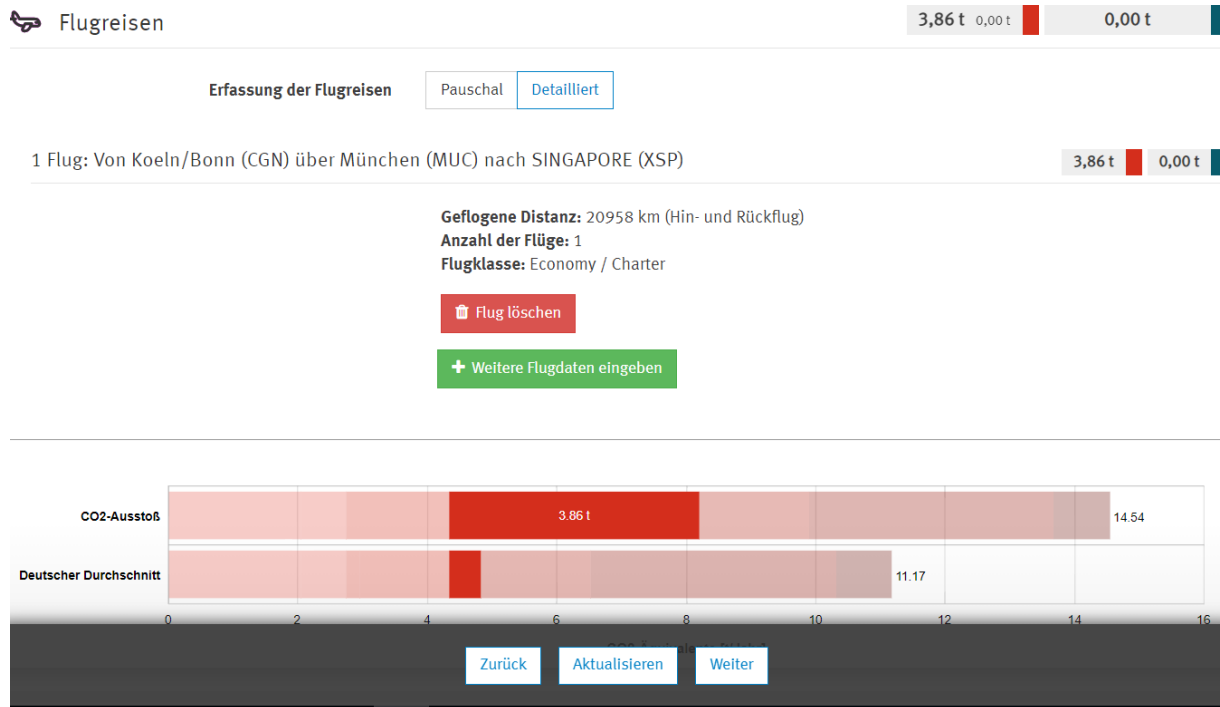 Flugreisen
3,86 t 0,00 t
0,00 t
Erfassung der Flugreisen
Pauschal
Detailliert
1 Flug: Von Koeln/Bonn (CGN) über München (MUC) nach SINGAPORE (XSP)
3,86 t
0,00 t
Geflogene Distanz: 20958 km (Hin- und Rückflug)
Anzahl der Flüge: 1
Flugklasse: Economy / Charter
Flug löschen
Weitere Flugdaten eingeben
CO2-Ausstoß
3.86 t
14.54
Deutscher Durchschnitt
11.17
0 2 4 6 8 10 12 14 16
Zurück
Aktualisieren
Weiter